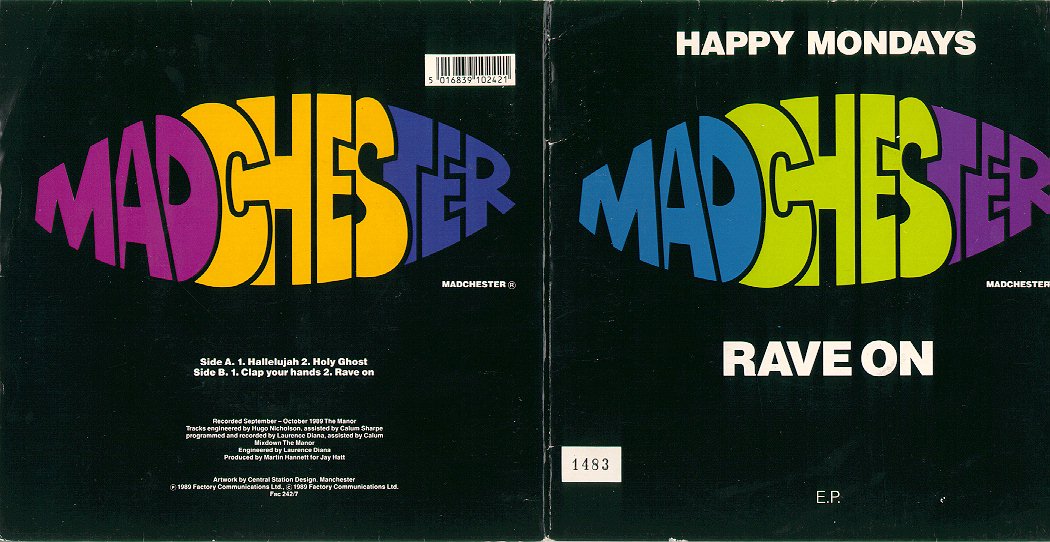 5 016839 102421
MADCHESTER
MADCHESTER ®
Side A. 1. Hallelujah 2. Holy Ghost
Side B. 1. Clap your hands 2. Rave on
Recorded September – October 1989 The Manor
Tracks engineered by Hugo Nicholson, assisted by Calum Sharpe
programmed and recorded by Laurence Diana, assisted by Calum
Mixdown The Manor
Engineered by Laurence Diana
Produced by Martin Hannett for Jay Hatt
Artwork by Central Station Design. Manchester
℗ 1989 Factory Communications Ltd., © 1989 Factory Communications Ltd.
Fac 242/7
HAPPY MONDAYS
MADCHESTER
MADCHESTER
RAVE ON
1483
E.P.